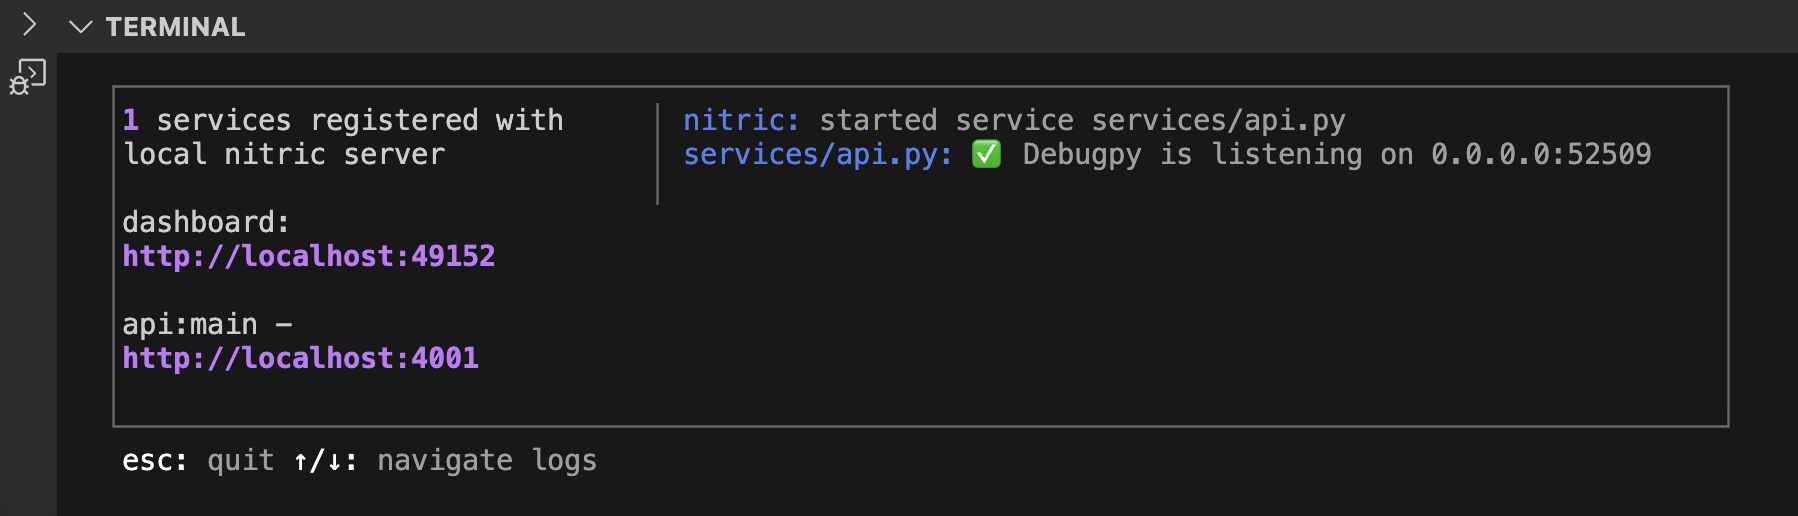 TERMINAL
1 services registered with
local nitric server
dashboard:
http://localhost:49152
api:main -
http://localhost:4001
nitric: started service services/api.py
services/api.py: ✅ Debugpy is listening on 0.0.0.0:52509
esc: quit ↑/↓: navigate logs